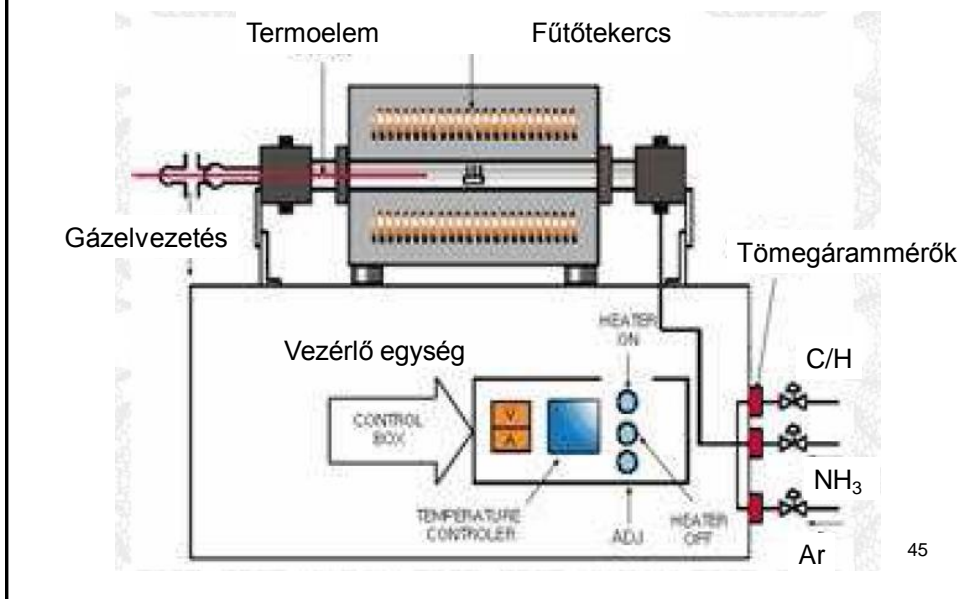 Termoelem
Fűtőtekercs
Gázelvezetés
Tömegárammérők
Vezérlő egység
HEATER
ON
C/H
CONTROL
BOX
V
A
NH₃
TEMPERATURE
CONTROLER
ADJ
HEATER
OFF
Ar
45